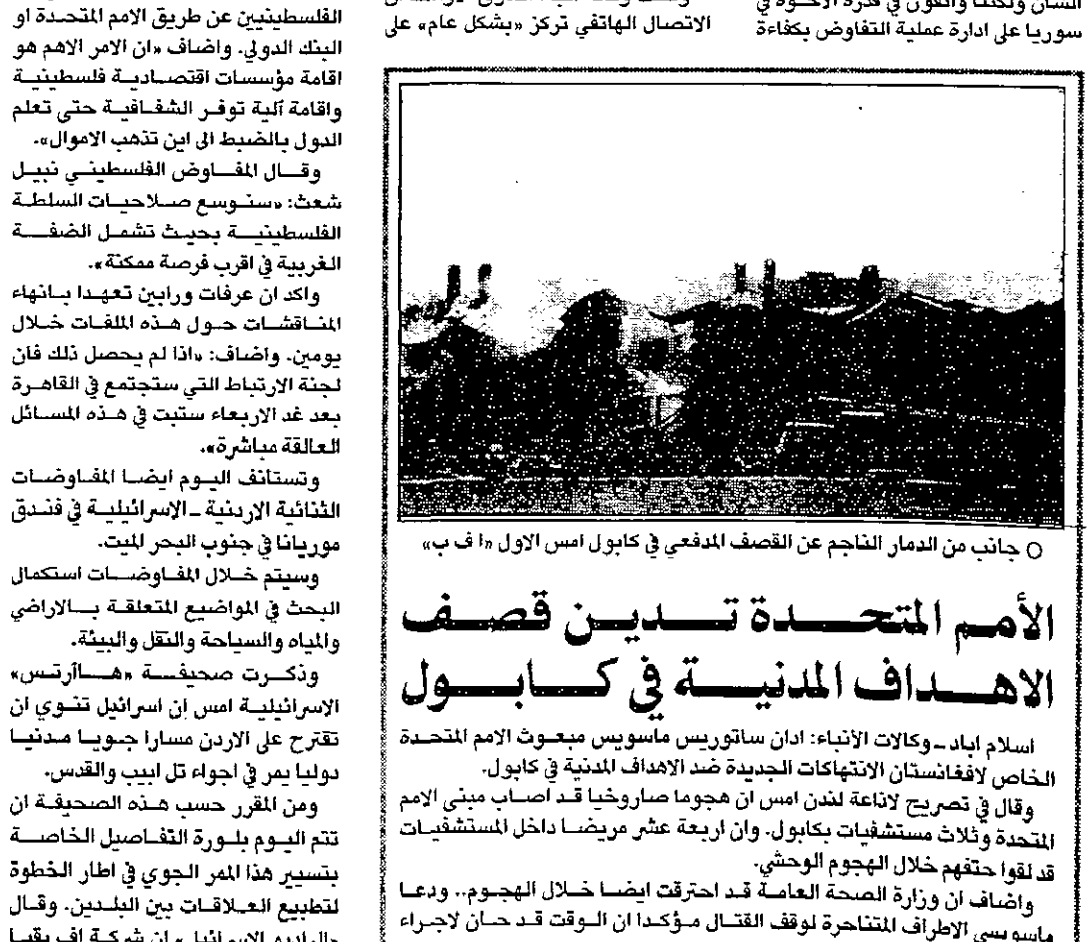 الشأن ولكننا واثقون في قدرة الاخوة في
سوريا على ادارة عملية التفاوض بكفاءة
الاتصال الهاتفي تركز «بشكل عام» على
○ جانب من الدمار الناجم عن القصف المدفعي في كابول امس الاول «ا ف ب»
الأمم المتحدة تدين قصف
الاهداف المدنية في كابول
اسلام اباد ـ وكالات الأنباء: ادان ساتوريس ماسويس مبعوث الامم المتحدة
الخاص لافغانستان الانتهاكات الجديدة ضد الاهداف المدنية في كابول.
وقال في تصريح لاذاعة لندن امس ان هجوما صاروخيا قد اصاب مبنى الامم
المتحدة وثلاث مستشفيات بكابول. وان اربعة عشر مريضا داخل المستشفيات
قد لقوا حتفهم خلال الهجوم الوحشي.
واضاف ان وزارة الصحة العامة قد احترقت ايضا خلال الهجوم.. ودعا
ماسويس الاطراف المتناحرة لوقف القتال مؤكدا ان الوقت قد حان لاجراء
الفلسطينيين عن طريق الامم المتحدة او
البنك الدولي. واضاف «ان الامر الاهم هو
اقامة مؤسسات اقتصادية فلسطينية
واقامة آلية توفر الشفافية حتى تعلم
الدول بالضبط الى اين تذهب الاموال».
وقال المفاوض الفلسطيني نبيل
شعث: «سنوسع صلاحيات السلطة
الفلسطينية بحيث تشمل الضفة
الغربية في اقرب فرصة ممكنة».
واكد ان عرفات ورابين تعهدا بانهاء
المناقشات حول هذه الملفات خلال
يومين. واضاف: «اذا لم يحصل ذلك فان
لجنة الارتباط التي ستجتمع في القاهرة
بعد غد الاربعاء ستبت في هذه المسائل
العالقة مباشرة».
وتستانف اليوم ايضا المفاوضات
الثنائية الاردنية ـ الاسرائيلية في فندق
موريانا في جنوب البحر الميت.
وسيتم خلال المفاوضات استكمال
البحث في المواضيع المتعلقة بالاراضي
والمياه والسياحة والنقل والبيئة.
وذكرت صحيفة «هاآرتس»
الاسرائيلية امس ان اسرائيل تنوي ان
تقترح على الاردن مسارا جويا مدنيا
دوليا يمر في اجواء تل ابيب والقدس.
ومن المقرر حسب هذه الصحيفة ان
تتم اليوم بلورة التفاصيل الخاصة
بتسيير هذا الممر الجوي في اطار الخطوة
لتطبيع العلاقات بين البلدين. وقال